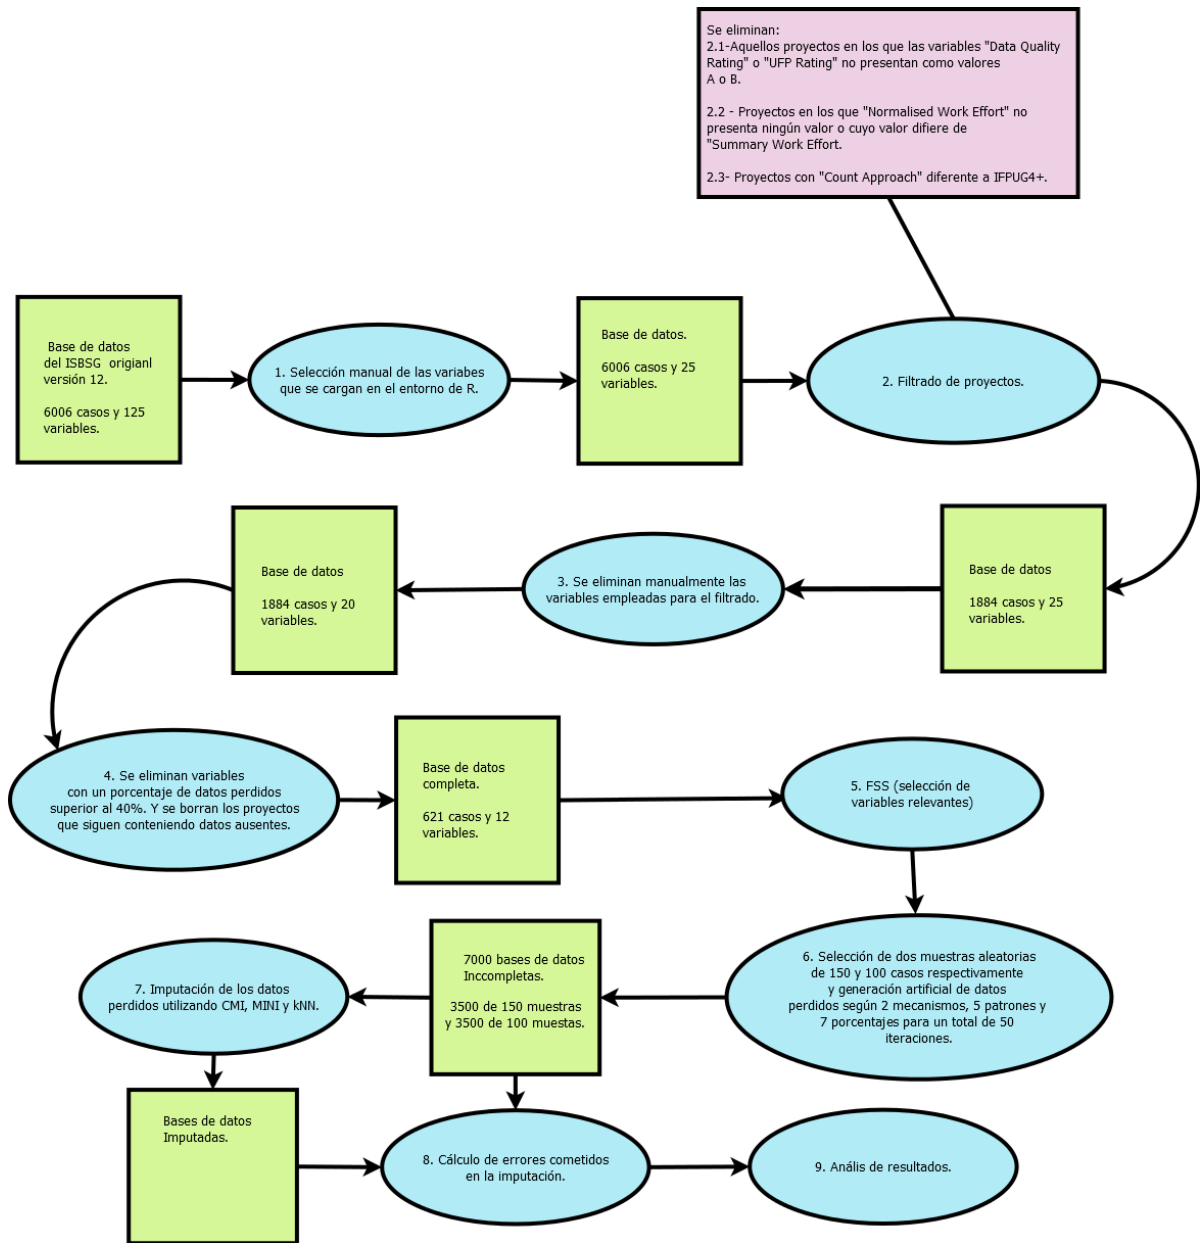 Se eliminan:
2.1-Aquellos proyectos en los que las variables "Data Quality
Rating" o "UFP Rating" no presentan como valores
A o B.
2.2 - Proyectos en los que "Normalised Work Effort" no
presenta ningún valor o cuyo valor difiere de
"Summary Work Effort.
2.3- Proyectos con "Count Approach" diferente a IFPUG4+.
Base de datos
del ISBSG origianl
versión 12.
6006 casos y 125
variables.
1. Selección manual de las variabes
que se cargan en el entorno de R.
Base de datos.
6006 casos y 25
variables.
2. Filtrado de proyectos.
Base de datos
1884 casos y 25
variables.
3. Se eliminan manualmente las
variables empleadas para el filtrado.
Base de datos
1884 casos y 20
variables.
4. Se eliminan variables
con un porcentaje de datos perdidos
superior al 40%. Y se borran los proyectos
que siguen conteniendo datos ausentes.
Base de datos
completa.
621 casos y 12
variables.
5. FSS (selección de
variables relevantes)
6. Selección de dos muestras aleatorias
de 150 y 100 casos respectivamente
y generación artificial de datos
perdidos según 2 mecanismos, 5 patrones y
7 porcentajes para un total de 50
iteraciones.
7000 bases de datos
Inccompletas.
3500 de 150 muestras
y 3500 de 100 muestas.
7. Imputación de los datos
perdidos utilizando CMI, MINI y kNN.
Bases de datos
Imputadas.
8. Cálculo de errores cometidos
en la imputación.
9. Anális de resultados.